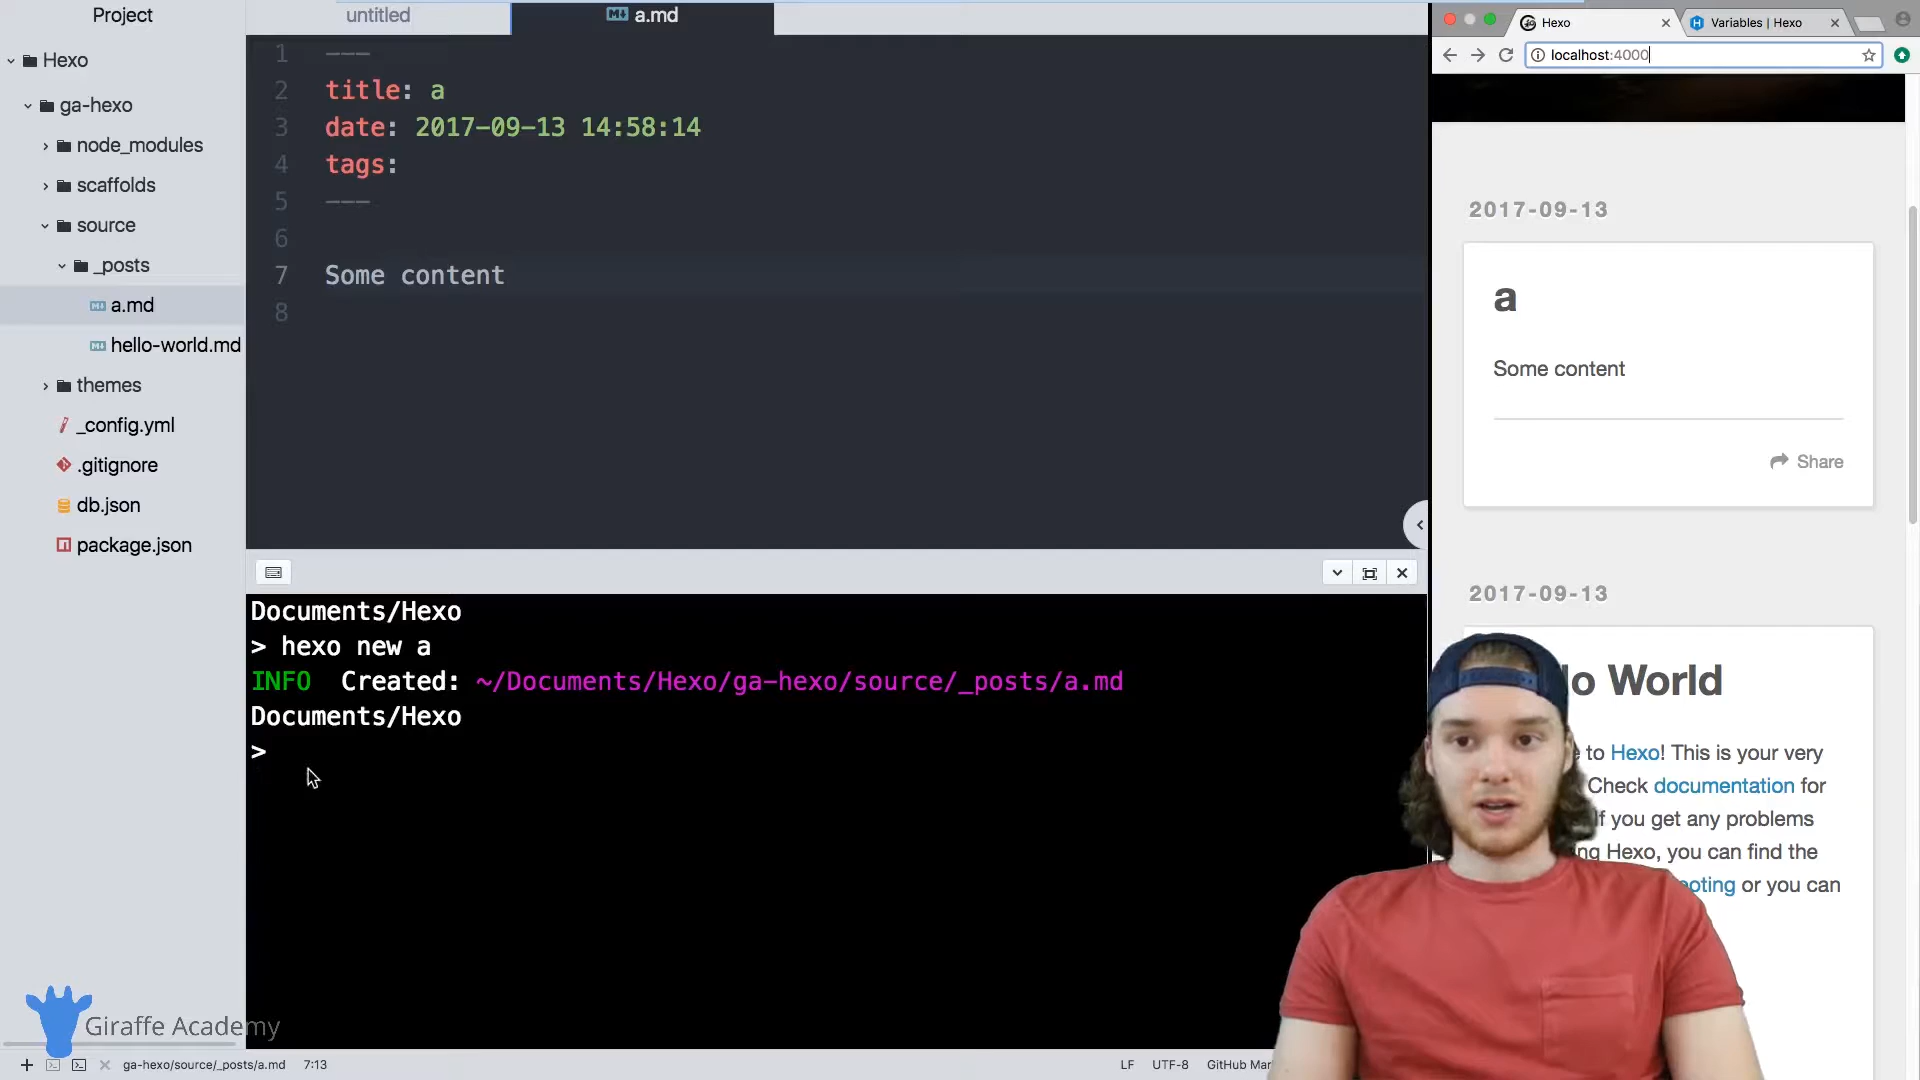 Project
Hexo
ga-hexo
node_modules
scaffolds
source
_posts
a.md
hello-world.md
themes
_config.yml
.gitignore
db.json
package.json
Giraffe Academy
untitled
a.md
1 ---
2 title: a
3 date: 2017-09-13 14:58:14
4 tags:
5 ---
6
7 Some content
8
Documents/Hexo
> hexo new a
INFO Created: ~/Documents/Hexo/ga-hexo/source/_posts/a.md
Documents/Hexo
>
ga-hexo/source/_posts/a.md 7:13
LF UTF-8 GitHub Mar
Hexo
Variables | Hexo
localhost:4000
2017-09-13
a
Some content
Share
2017-09-13
lo World
to Hexo! This is your very
Check documentation for
If you get any problems
ng Hexo, you can find the
ooting or you can